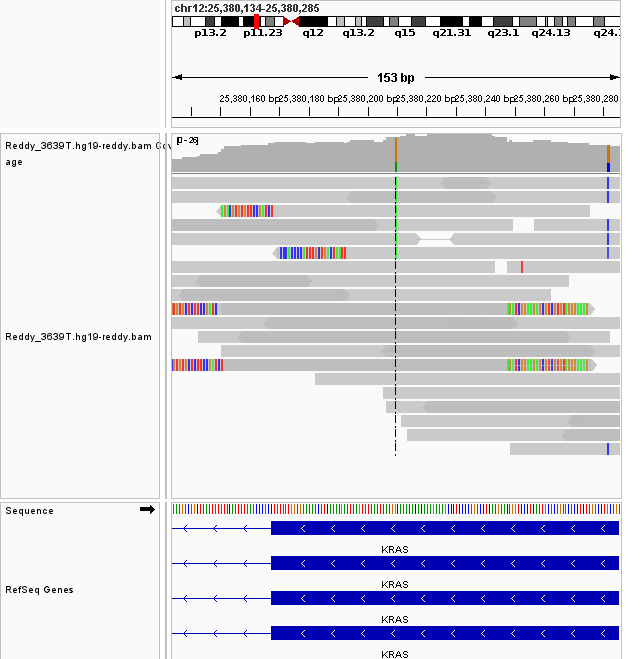 chr12:25,380,134-25,380,285
p13.2 p11.23 q12 q13.2 q15 q21.31 q23.1 q24.13 q24.
153 bp
25,380,160 bp 25,380,180 bp 25,380,200 bp 25,380,220 bp 25,380,240 bp 25,380,260 bp 25,380,280
Reddy_3639T.hg19-reddy.bam Cov
age
[0-26]
Reddy_3639T.hg19-reddy.bam
Sequence
KRAS
KRAS
RefSeq Genes
KRAS
KRAS